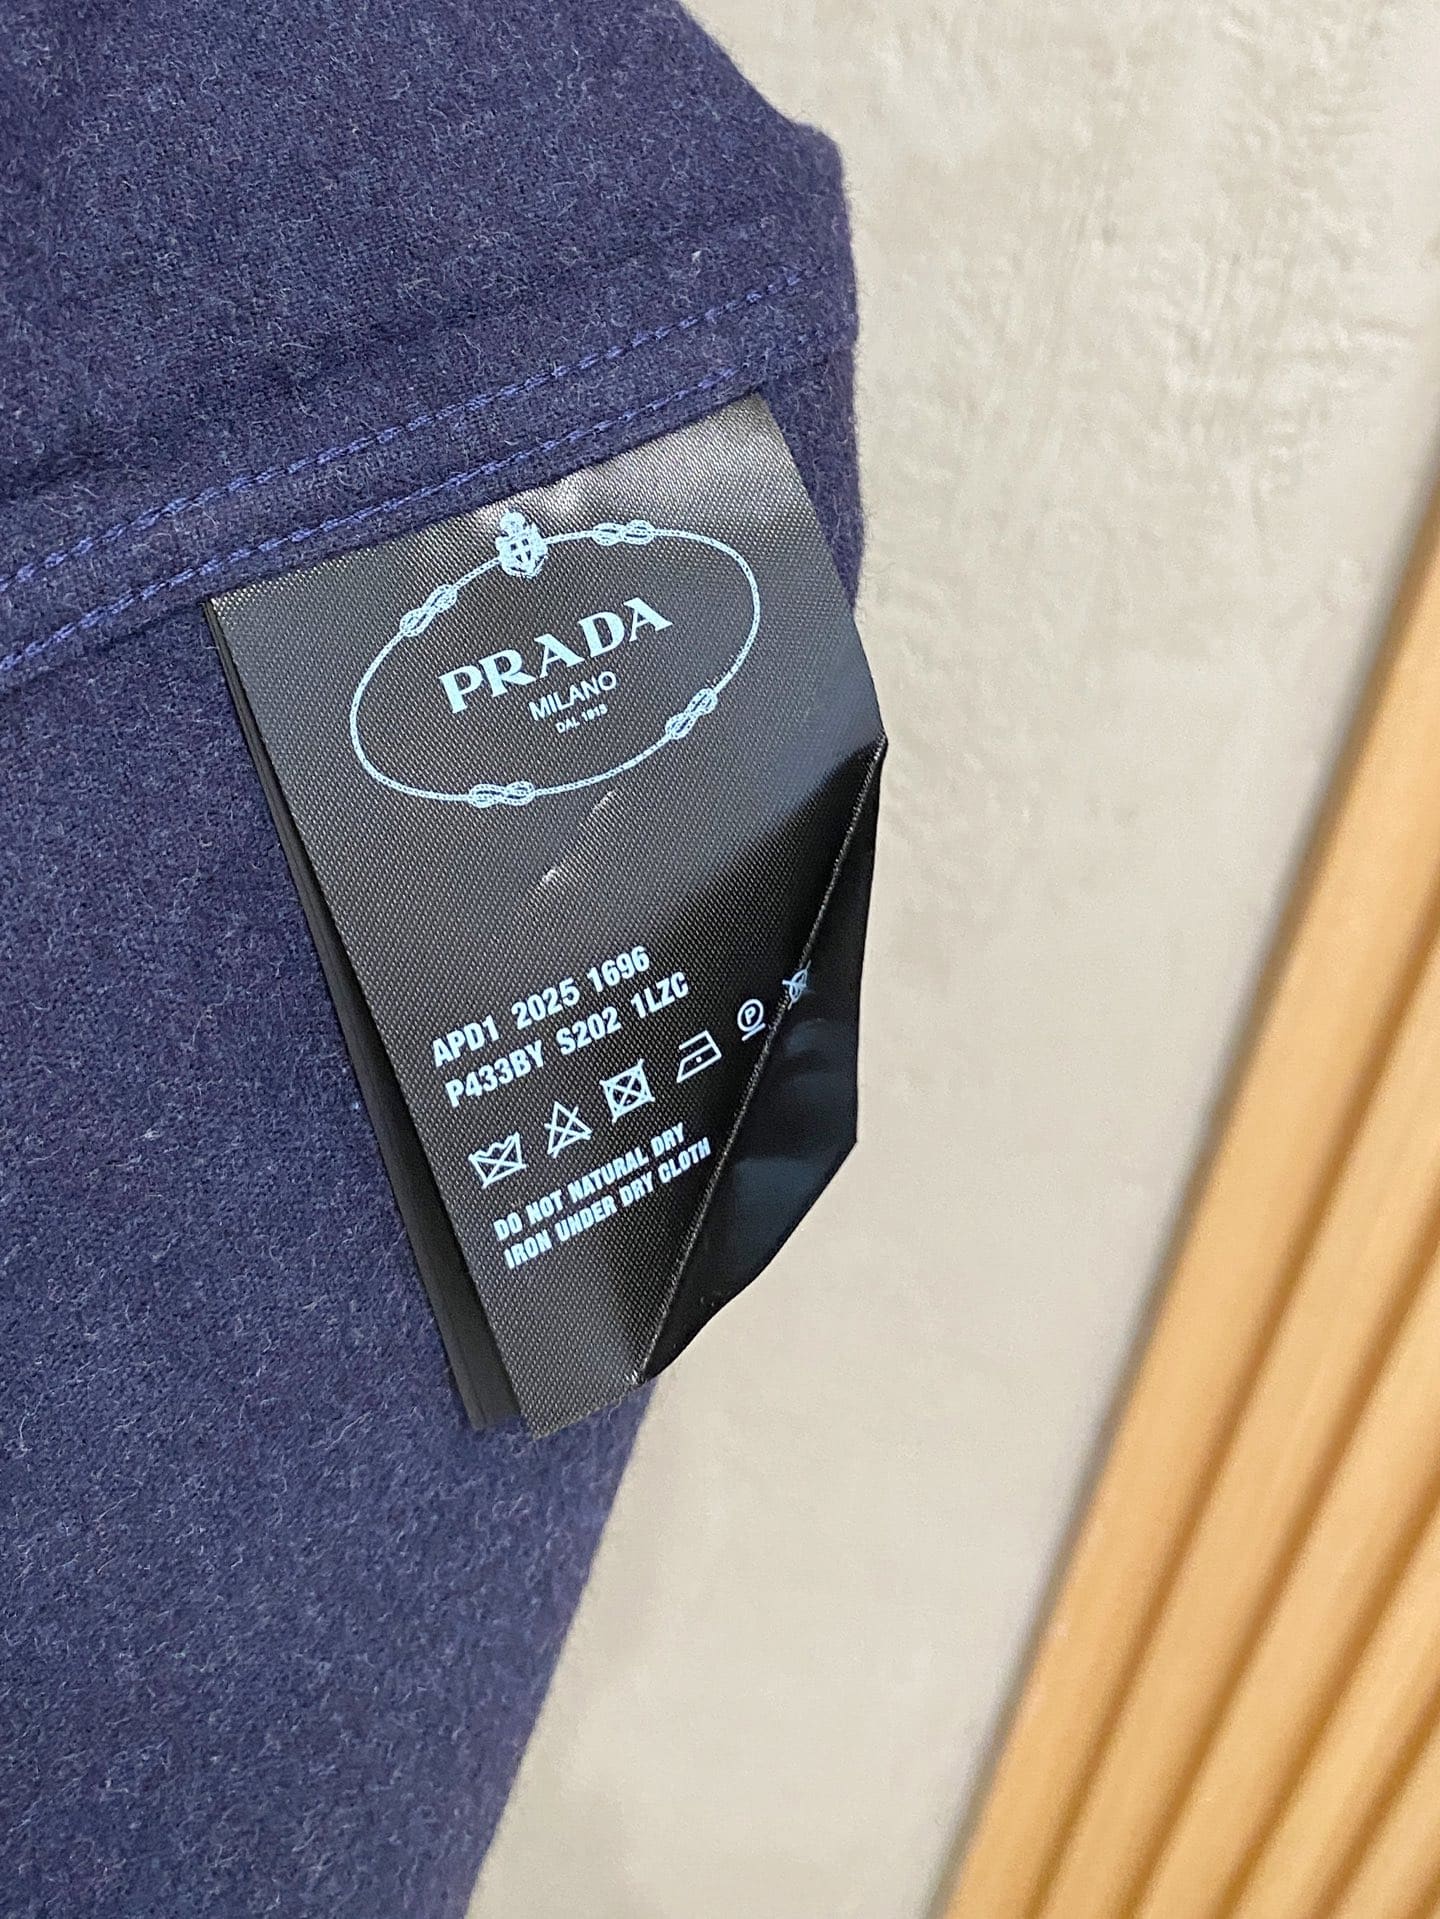 PRADA
MILANO
DAL 1913
APD1 2025 1696
P433BY S202 1LZC
P
DO NOT NATURAL DRY
IRON UNDER DRY CLOTH